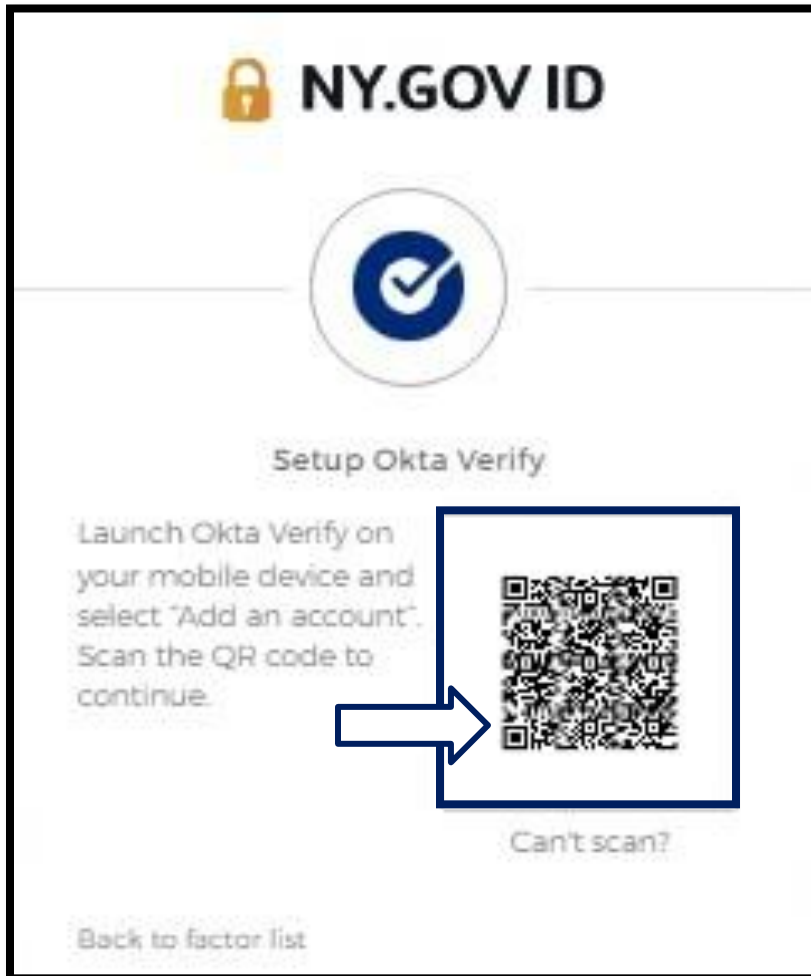 NY.GOV ID
Setup Okta Verify
Launch Okta Verify on
your mobile device and
select "Add an account".
Scan the QR code to
continue.
Can't scan?
Back to factor list